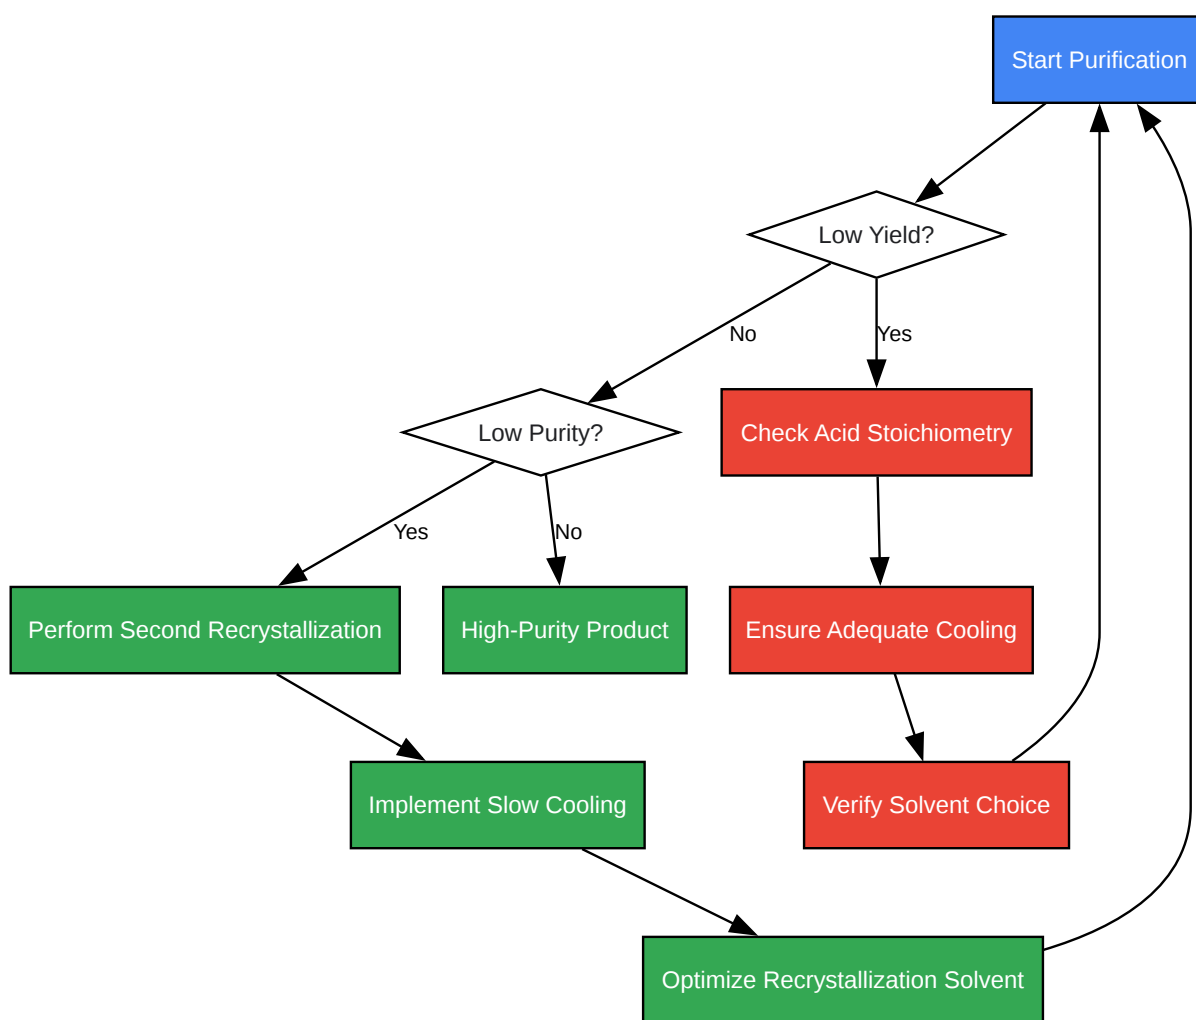 Start Purification
Low Yield?
No
Yes
Low Purity?
Check Acid Stoichiometry
Yes
No
Perform Second Recrystallization
High-Purity Product
Ensure Adequate Cooling
Implement Slow Cooling
Verify Solvent Choice
Optimize Recrystallization Solvent